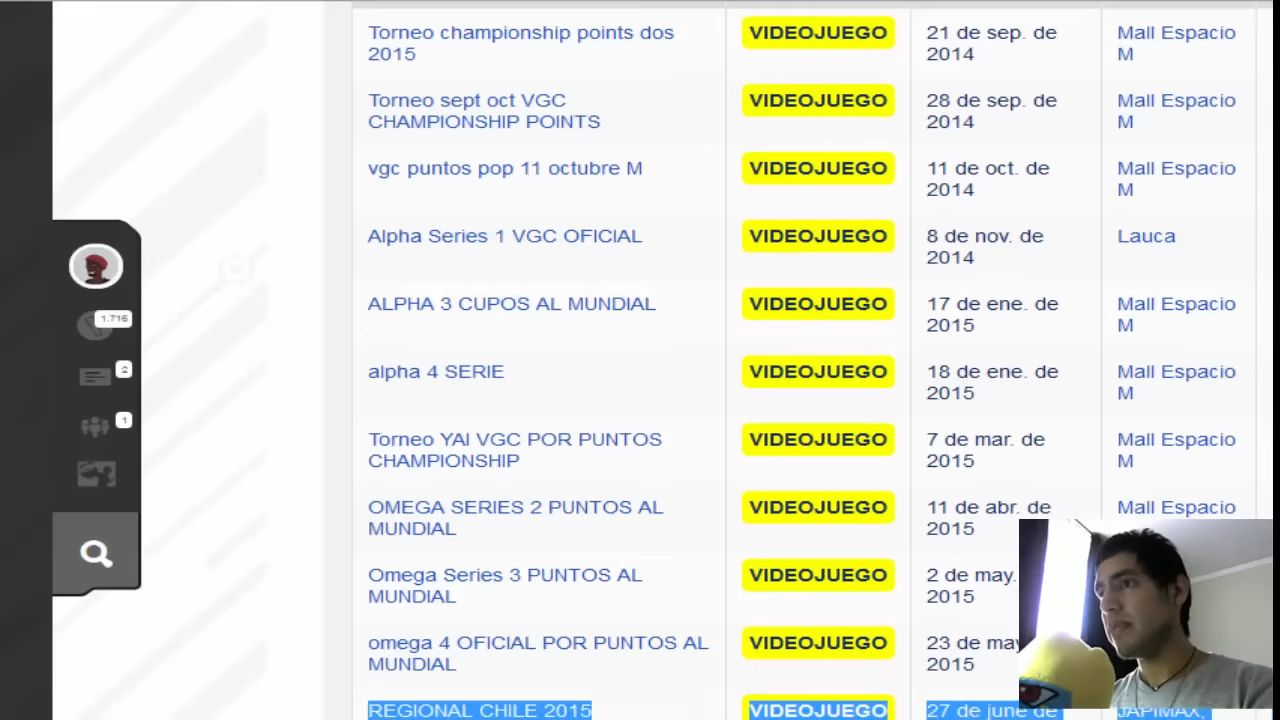 Torneo championship points dos
2015
VIDEOJUEGO
21 de sep. de
2014
Mall Espacio
M
Torneo sept oct VGC
CHAMPIONSHIP POINTS
VIDEOJUEGO
28 de sep. de
2014
Mall Espacio
M
vgc puntos pop 11 octubre M
VIDEOJUEGO
11 de oct. de
2014
Mall Espacio
M
Alpha Series 1 VGC OFICIAL
VIDEOJUEGO
8 de nov. de
2014
Lauca
ALPHA 3 CUPOS AL MUNDIAL
VIDEOJUEGO
17 de ene. de
2015
Mall Espacio
M
alpha 4 SERIE
VIDEOJUEGO
18 de ene. de
2015
Mall Espacio
M
Torneo YAI VGC POR PUNTOS
CHAMPIONSHIP
VIDEOJUEGO
7 de mar. de
2015
Mall Espacio
M
OMEGA SERIES 2 PUNTOS AL
MUNDIAL
VIDEOJUEGO
11 de abr. de
2015
Mall Espacio
Omega Series 3 PUNTOS AL
MUNDIAL
VIDEOJUEGO
2 de may.
2015
omega 4 OFICIAL POR PUNTOS AL
MUNDIAL
VIDEOJUEGO
23 de may
2015
REGIONAL CHILE 2015
VIDEOJUEGO
27 de june de
JAPIMAX,
1.716
2
1